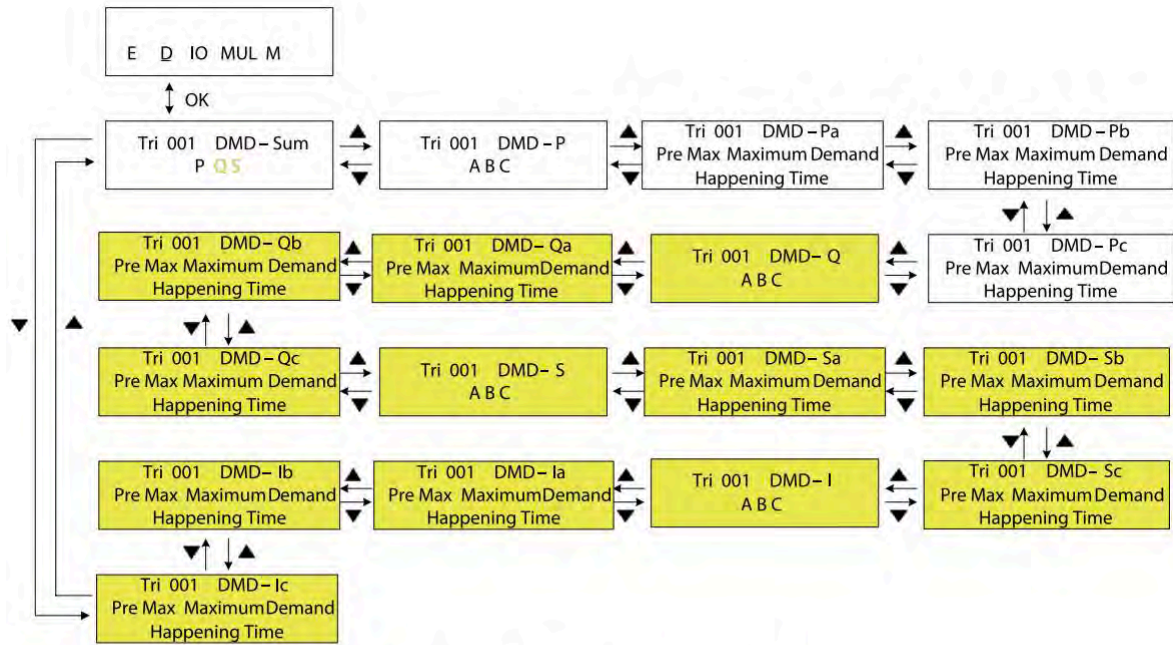 E D IO MUL M
OK
Tri 001 DMD-Sum
P Q S
Tri 001 DMD-P
A B C
Tri 001 DMD-Pa
Pre Max Maximum Demand
Happening Time
Tri 001 DMD-Pb
Pre Max Maximum Demand
Happening Time
Tri 001 DMD-Qb
Pre Max Maximum Demand
Happening Time
Tri 001 DMD-Qa
Pre Max MaximumDemand
Happening Time
Tri 001 DMD-Q
A B C
Tri 001 DMD-Pc
Pre Max MaximumDemand
Happening Time
Tri 001 DMD-Qc
Pre Max Maximum Demand
Happening Time
Tri 001 DMD-S
A B C
Tri 001 DMD-Sa
Pre Max Maximum Demand
Happening Time
Tri 001 DMD-Sb
Pre Max Maximum Demand
Happening Time
Tri 001 DMD-Ib
Pre Max MaximumDemand
Happening Time
Tri 001 DMD-Ia
Pre Max MaximumDemand
Happening Time
Tri 001 DMD-I
A B C
Tri 001 DMD-Sc
Pre Max MaximumDemand
Happening Time
Tri 001 DMD-Ic
Pre Max MaximumDemand
Happening Time